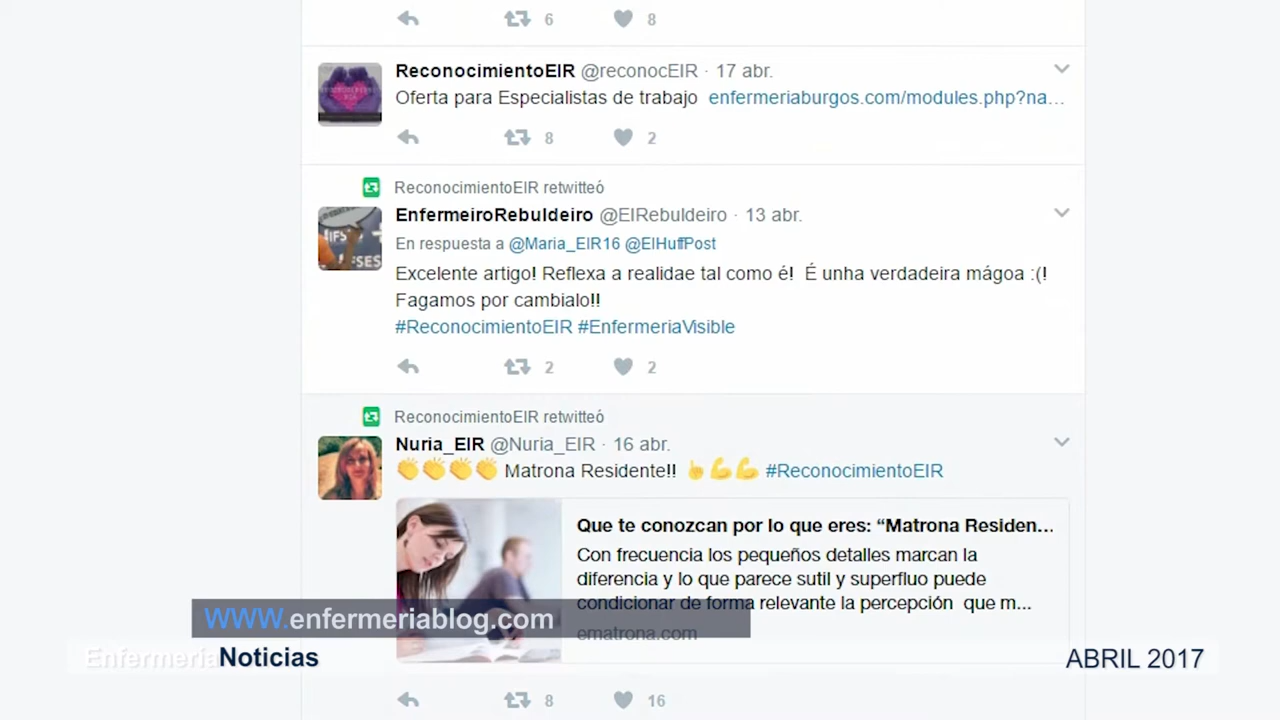 6 8
ReconocimientoEIR @reconocEIR · 17 abr.
Oferta para Especialistas de trabajo enfermeriaburgos.com/modules.php?na…
8 2
ReconocimientoEIR retwitteó
EnfermeiroRebuldeiro @EIRebuldeiro · 13 abr.
En respuesta a @Maria_EIR16 @ElHuffPost
Excelente artigo! Reflexa a realidae tal como é! É unha verdadeira mágoa :(!
Fagamos por cambialo!!
#ReconocimientoEIR #EnfermeriaVisible
2 2
ReconocimientoEIR retwitteó
Nuria_EIR @Nuria_EIR · 16 abr.
👏👏👏👏 Matrona Residente!! 👆💪💪 #ReconocimientoEIR
Que te conozcan por lo que eres: “Matrona Residen…
Con frecuencia los pequeños detalles marcan la
diferencia y lo que parece sutil y superfluo puede
condicionar de forma relevante la percepción que m...
WWW.enfermeriablog.com
ematrona.com
EnfermeriaNoticias
ABRIL 2017
8 16